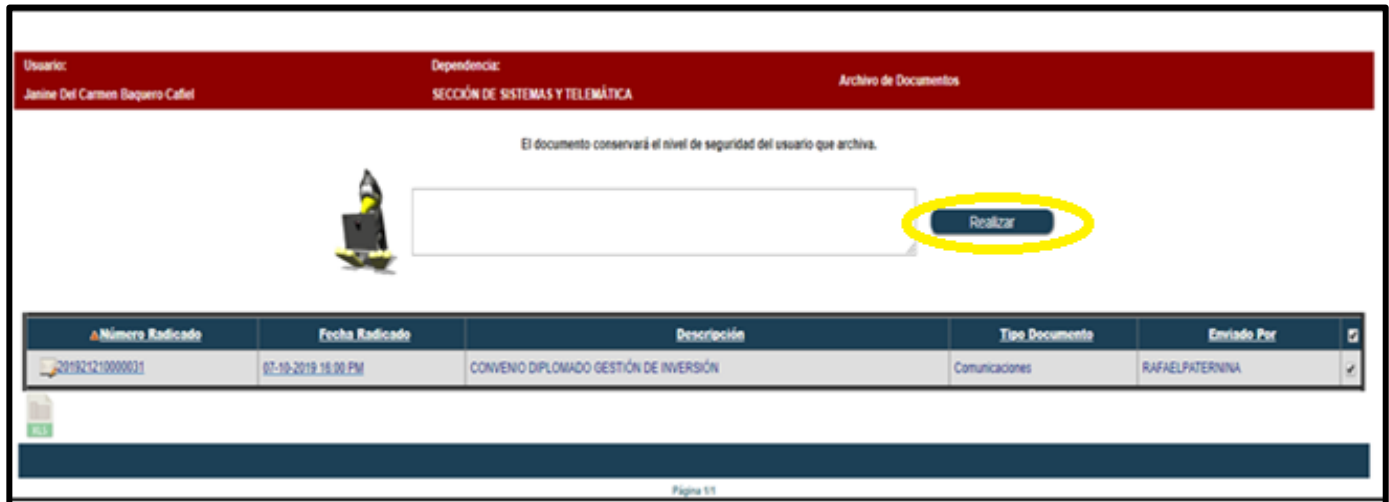 Usuario:
Dependencia:
Archivo de Documentos
Janine Del Carmen Baquero Cafiel
SECCIÓN DE SISTEMAS Y TELEMÁTICA
El documento conservará el nivel de seguridad del usuario que archiva.
Realizar
Número Radicado Fecha Radicado Descripción Tipo Documento Enviado Por
201921210000031 07-10-2019 16:00 PM CONVENIO DIPLOMADO GESTIÓN DE INVERSIÓN Comunicaciones RAFAELPATERNINA
XLS
Página 1/1